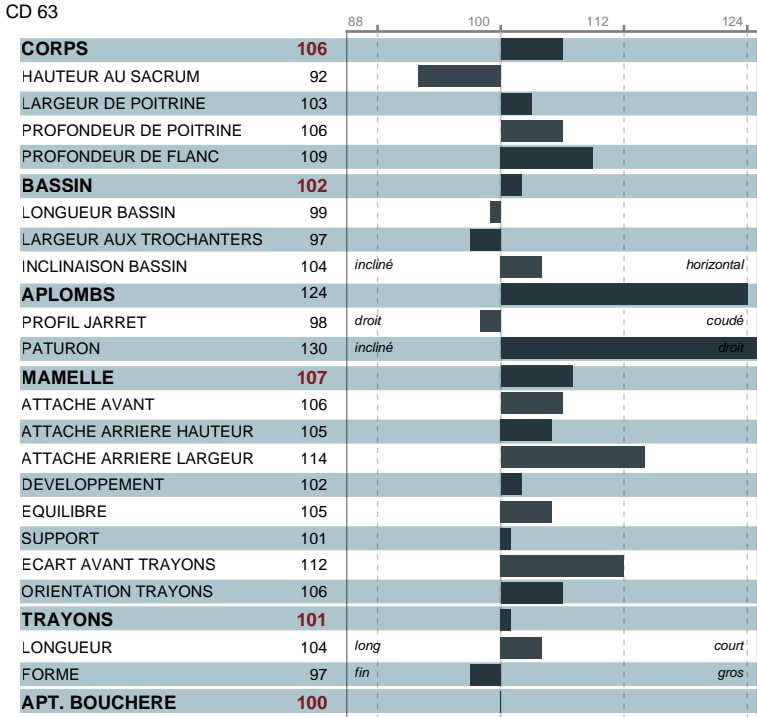 CD 63
88 100 112 124
CORPS 106
HAUTEUR AU SACRUM 92
LARGEUR DE POITRINE 103
PROFONDEUR DE POITRINE 106
PROFONDEUR DE FLANC 109
BASSIN 102
LONGUEUR BASSIN 99
LARGEUR AUX TROCHANTERS 97
INCLINAISON BASSIN 104 incliné horizontal
APLOMBS 124
PROFIL JARRET 98 droit coudé
PATURON 130 incliné droit
MAMELLE 107
ATTACHE AVANT 106
ATTACHE ARRIERE HAUTEUR 105
ATTACHE ARRIERE LARGEUR 114
DEVELOPPEMENT 102
EQUILIBRE 105
SUPPORT 101
ECART AVANT TRAYONS 112
ORIENTATION TRAYONS 106
TRAYONS 101
LONGUEUR 104 long court
FORME 97 fin gros
APT. BOUCHERE 100